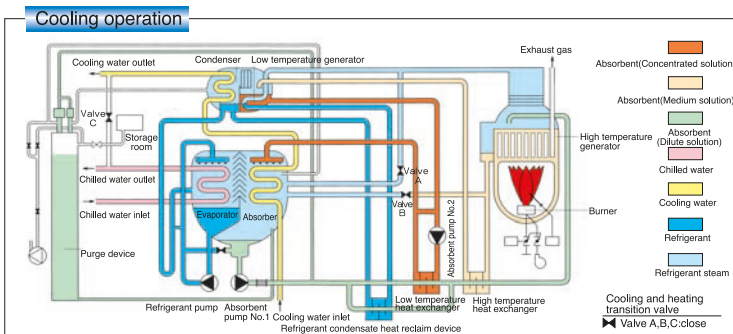 Cooling operation
Cooling water outlet
Condenser
Low temperature generator
Exhaust gas
Valve
C
Storage
room
Chilled water outlet
Chilled water inlet
Evaporator
Absorber
Valve
A
Valve
B
Purge device
Refrigerant pump
Absorbent
pump No.1
Cooling water inlet
Refrigerant condensate heat reclaim device
Low temperature
heat exchanger
Absorbent pump No.2
High temperature
heat exchanger
High temperature
generator
Burner
Absorbent(Concentrated solution
Absorbent(Medium solution)
Absorbent
(Dilute solution)
Chilled water
Cooling water
Refrigerant
Refrigerant steam
Cooling and heating
transition valve
Valve A,B,C:close